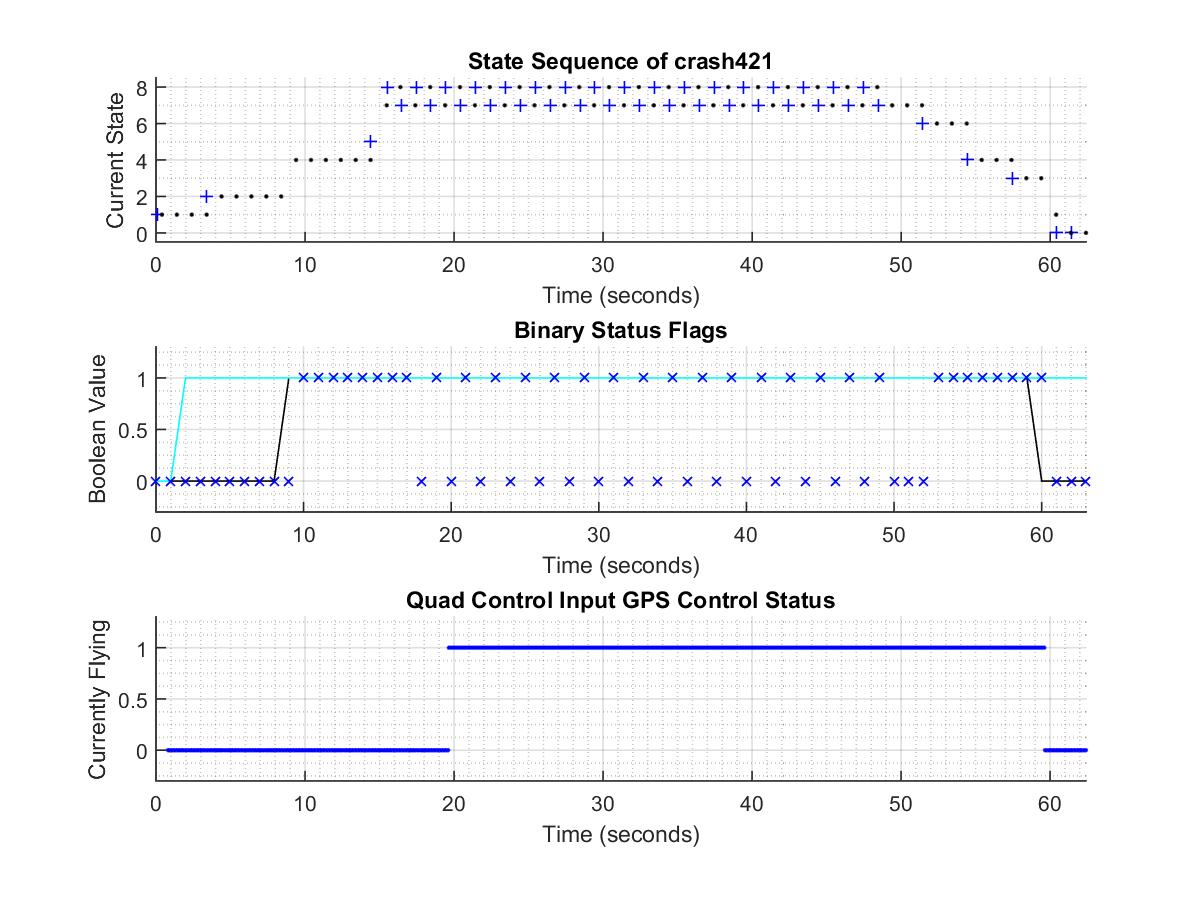 State Sequence of crash421
Current State
8
6
4
2
0
0 10 20 30 40 50 60
Time (seconds)
Binary Status Flags
Boolean Value
1
0.5
0
0 10 20 30 40 50 60
Time (seconds)
Quad Control Input GPS Control Status
Currently Flying
1
0.5
0
0 10 20 30 40 50 60
Time (seconds)